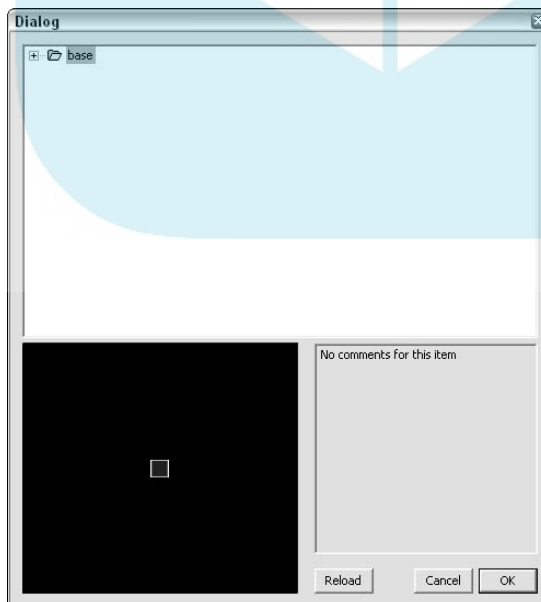 Dialog
base
No comments for this item
Reload
Cancel
OK